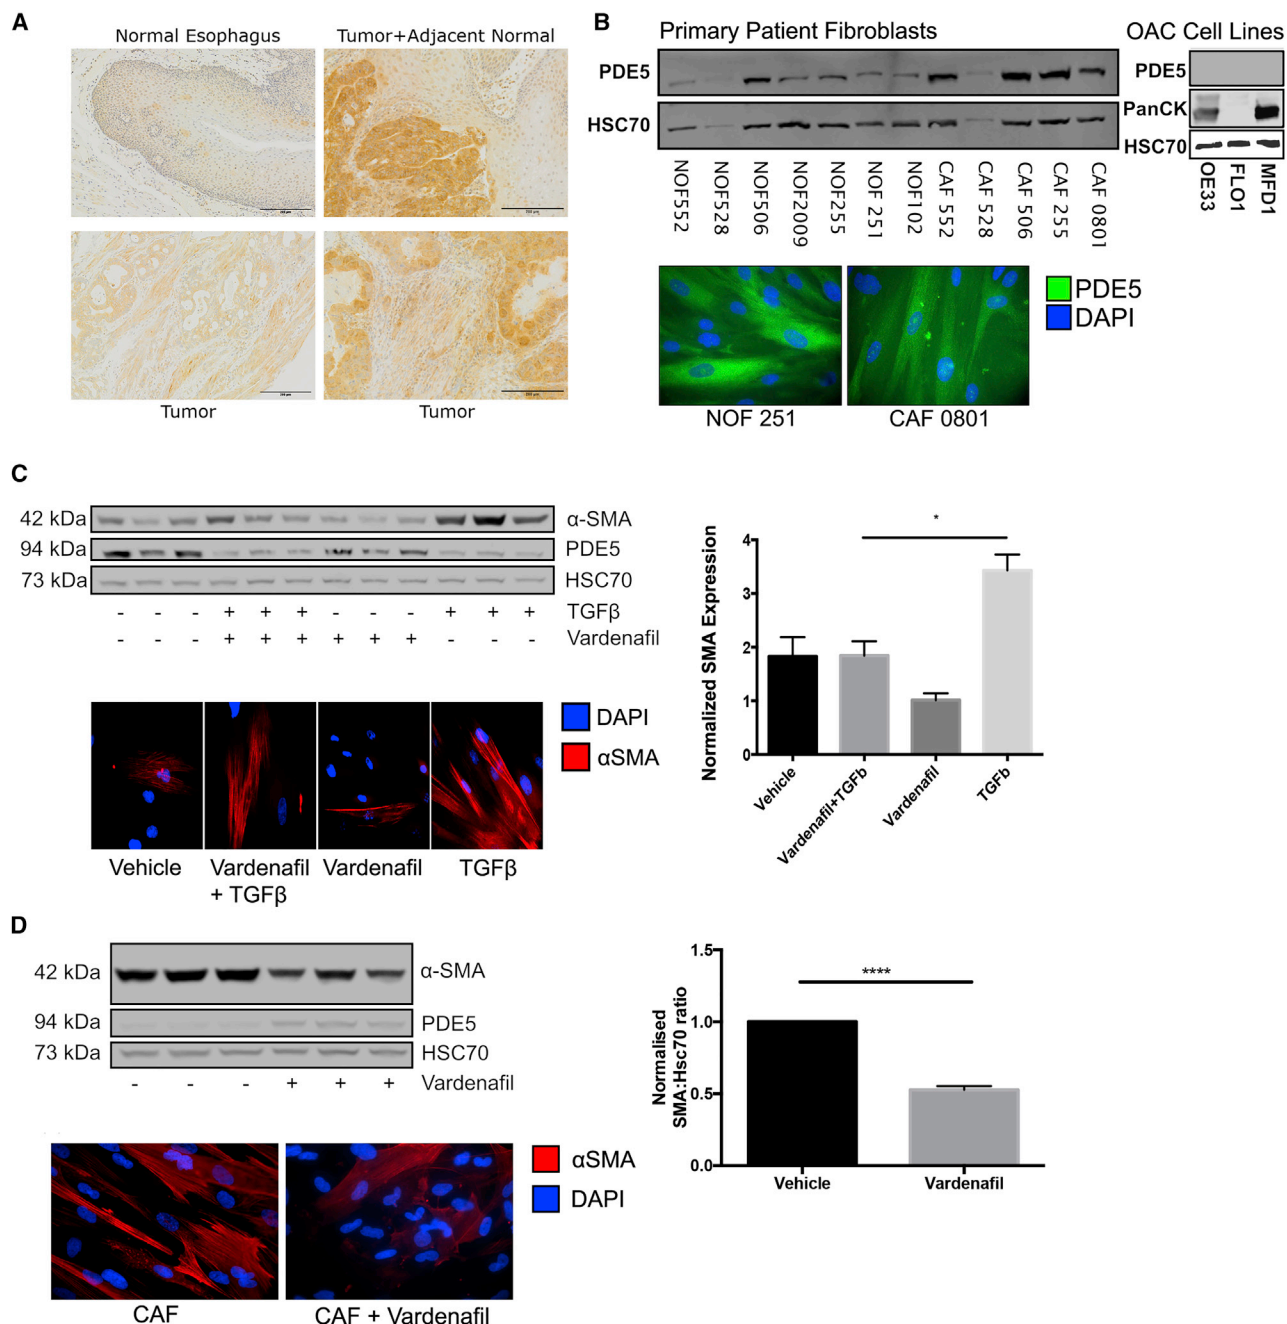 A
Normal Esophagus
Tumor+Adjacent Normal
Tumor
Tumor
B
Primary Patient Fibroblasts
OAC Cell Lines
PDE5
HSC70
NOF552
NOF528
NOF506
NOF2009
NOF255
NOF 251
NOF102
CAF 552
CAF 528
CAF 506
CAF 255
CAF 0801
PDE5
PanCK
HSC70
OE33
FLO1
MFD1
PDE5
DAPI
NOF 251
CAF 0801
C
42 kDa
α-SMA
94 kDa
PDE5
73 kDa
HSC70
- - - + + + - - - + + + TGFβ
- - - + + + + + + - - - Vardenafil
DAPI
αSMA
Vehicle
Vardenafil + TGFβ
Vardenafil
TGFβ
Normalized SMA Expression
4
3
2
1
0
*
Vehicle
Vardenafil+TGFb
Vardenafil
TGFb
D
42 kDa
α-SMA
94 kDa
PDE5
73 kDa
HSC70
- - - + + + Vardenafil
αSMA
DAPI
CAF
CAF + Vardenafil
Normalised SMA:Hsc70 ratio
1.5
1.0
0.5
0.0
****
Vehicle
Vardenafil